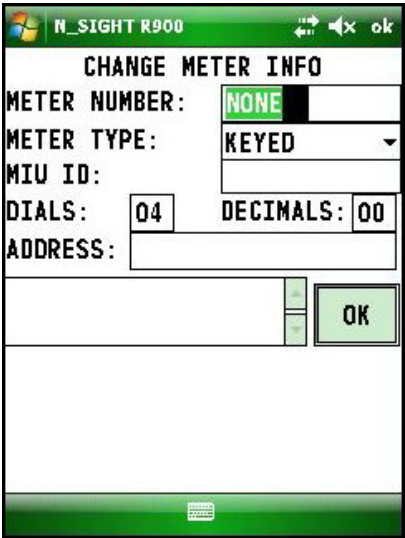 N_SIGHT R900 ok
CHANGE METER INFO
METER NUMBER: NONE
METER TYPE: KEYED
MIU ID:
DIALS: 04 DECIMALS: 00
ADDRESS:
OK